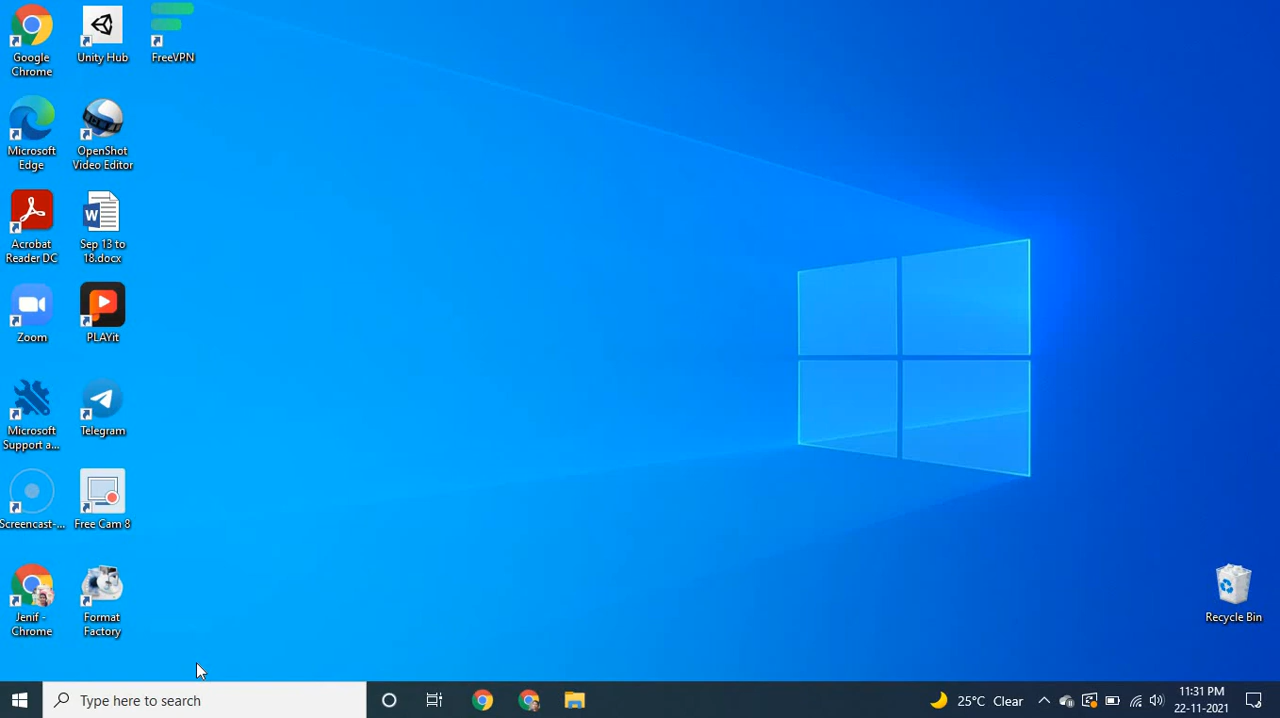 Google
Chrome
Unity Hub
FreeVPN
Microsoft
Edge
OpenShot
Video Editor
Acrobat
Reader DC
Sep 13 to
18.docx
Zoom
PLAYit
Microsoft
Support a...
Telegram
Screencast-...
Free Cam 8
Jenif -
Chrome
Format
Factory
Recycle Bin
Type here to search
25°C Clear
11:31 PM
22-11-2021